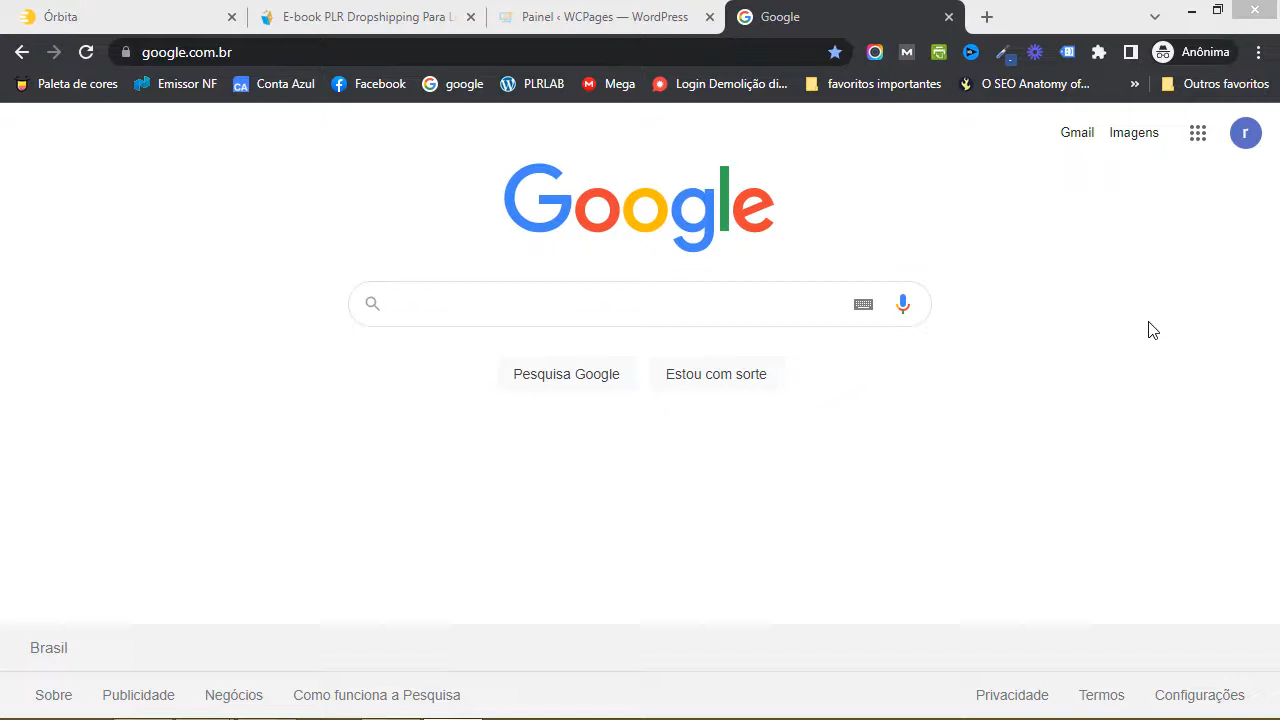 Órbita
E-book PLR Dropshipping Para I
Painel ‹ WCPages — WordPress
Google
google.com.br
Anônima
Paleta de cores
Emissor NF
CA
Conta Azul
Facebook
google
PLRLAB
Mega
Login Demolição di...
favoritos importantes
O SEO Anatomy of...
»
Outros favoritos
Gmail
Imagens
r
Google
Pesquisa Google
Estou com sorte
Brasil
Sobre
Publicidade
Negócios
Como funciona a Pesquisa
Privacidade
Termos
Configurações